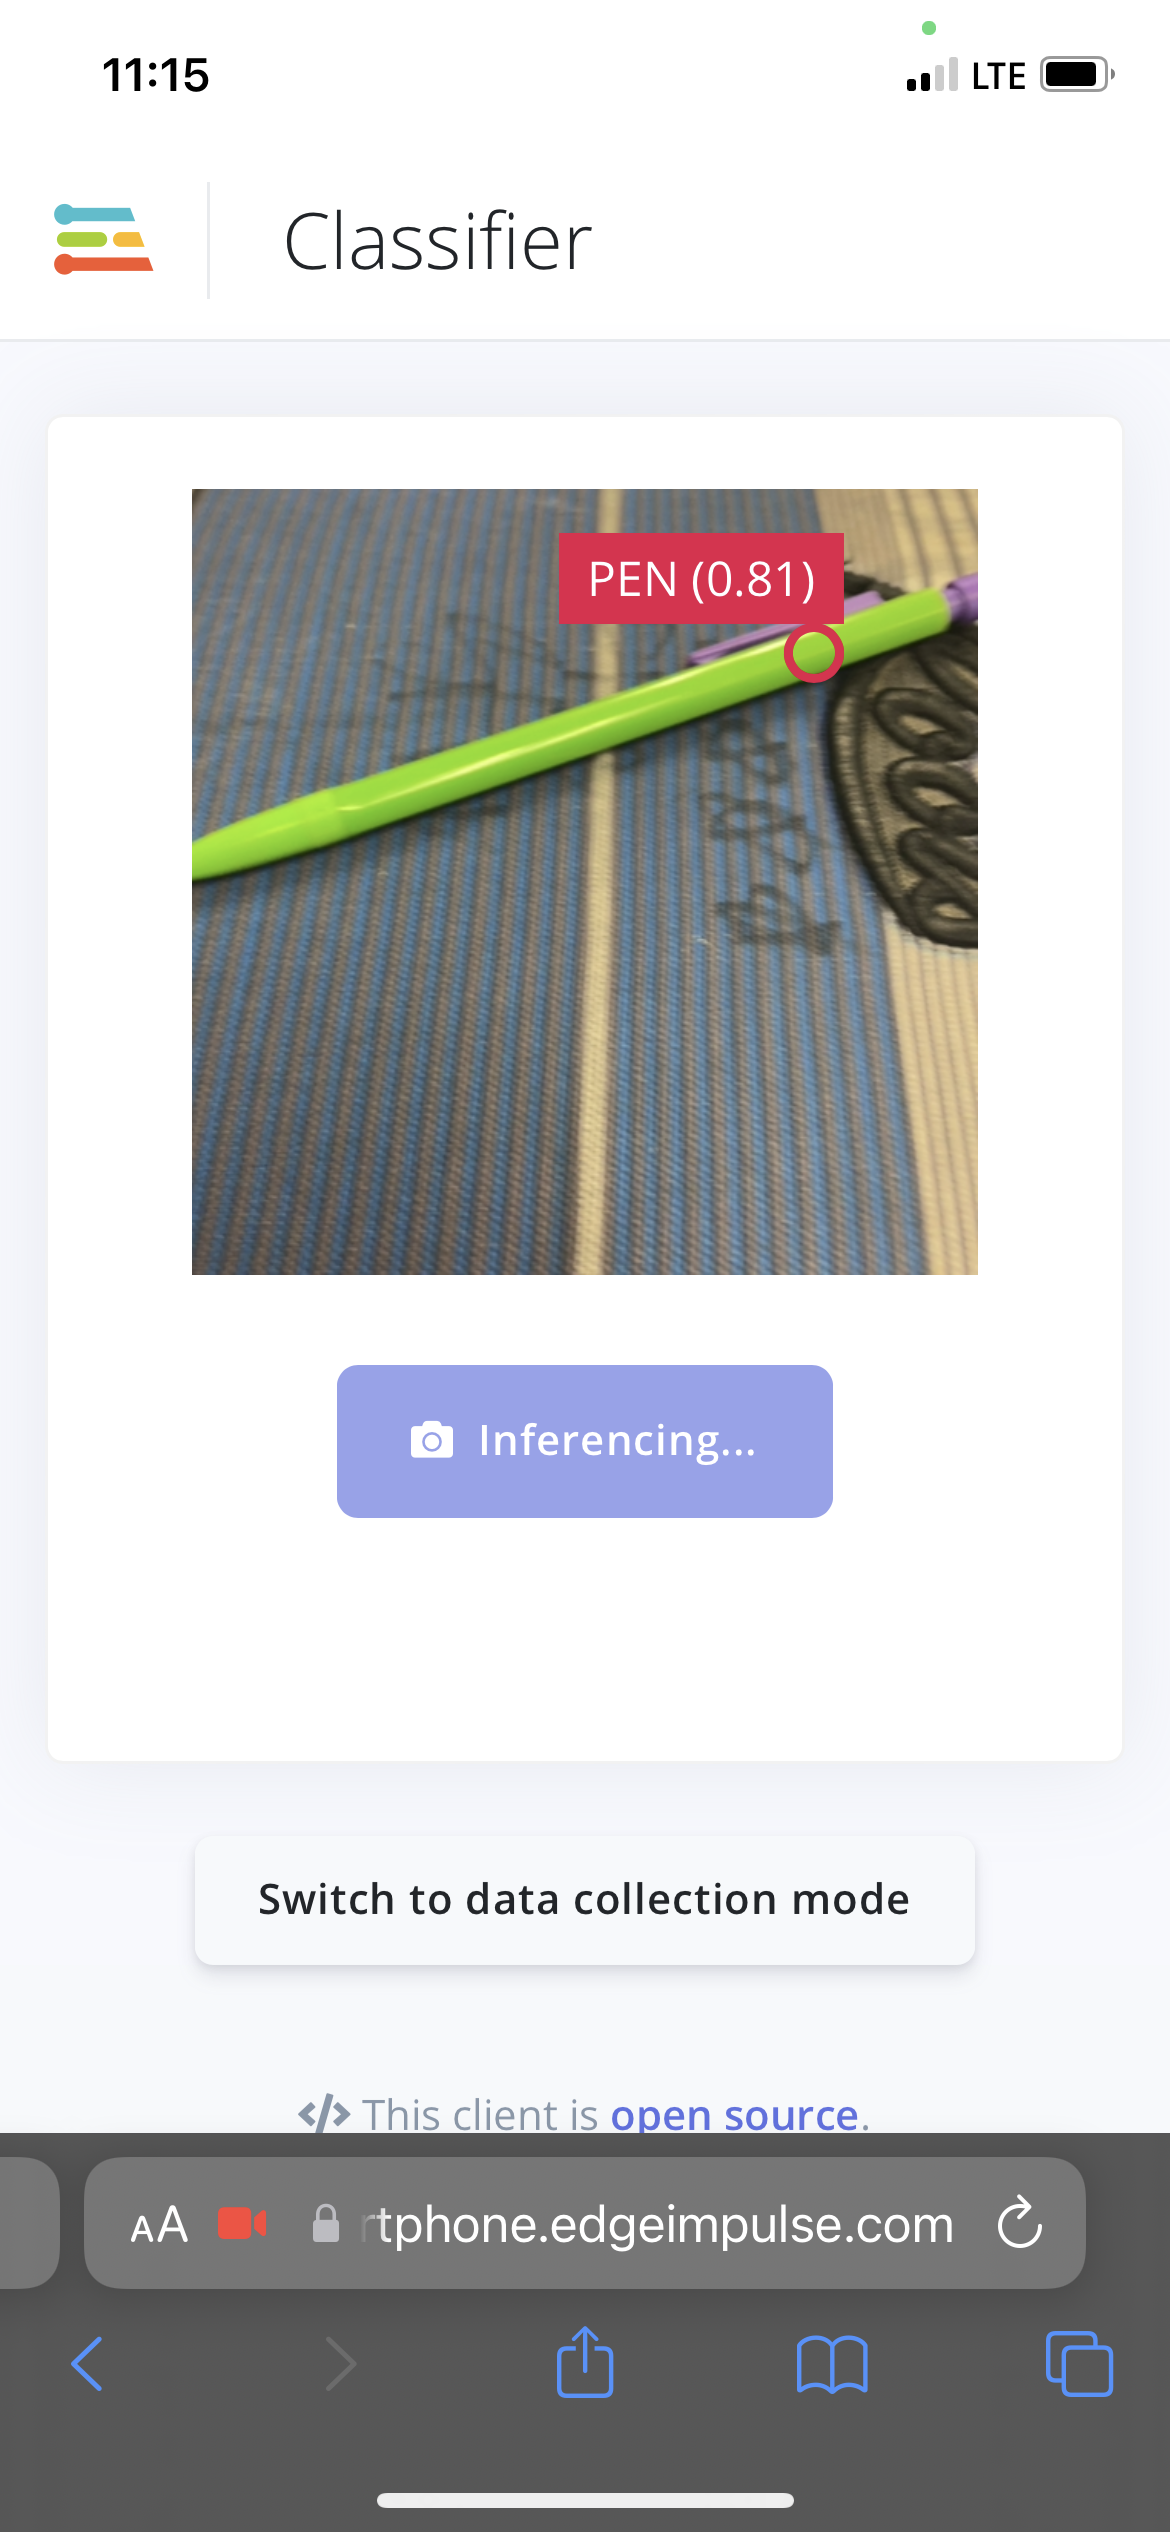 11:15
LTE
Classifier
PEN (0.81)
Inferencing...
Switch to data collection mode
</> This client is open source.
AA rtphone.edgeimpulse.com